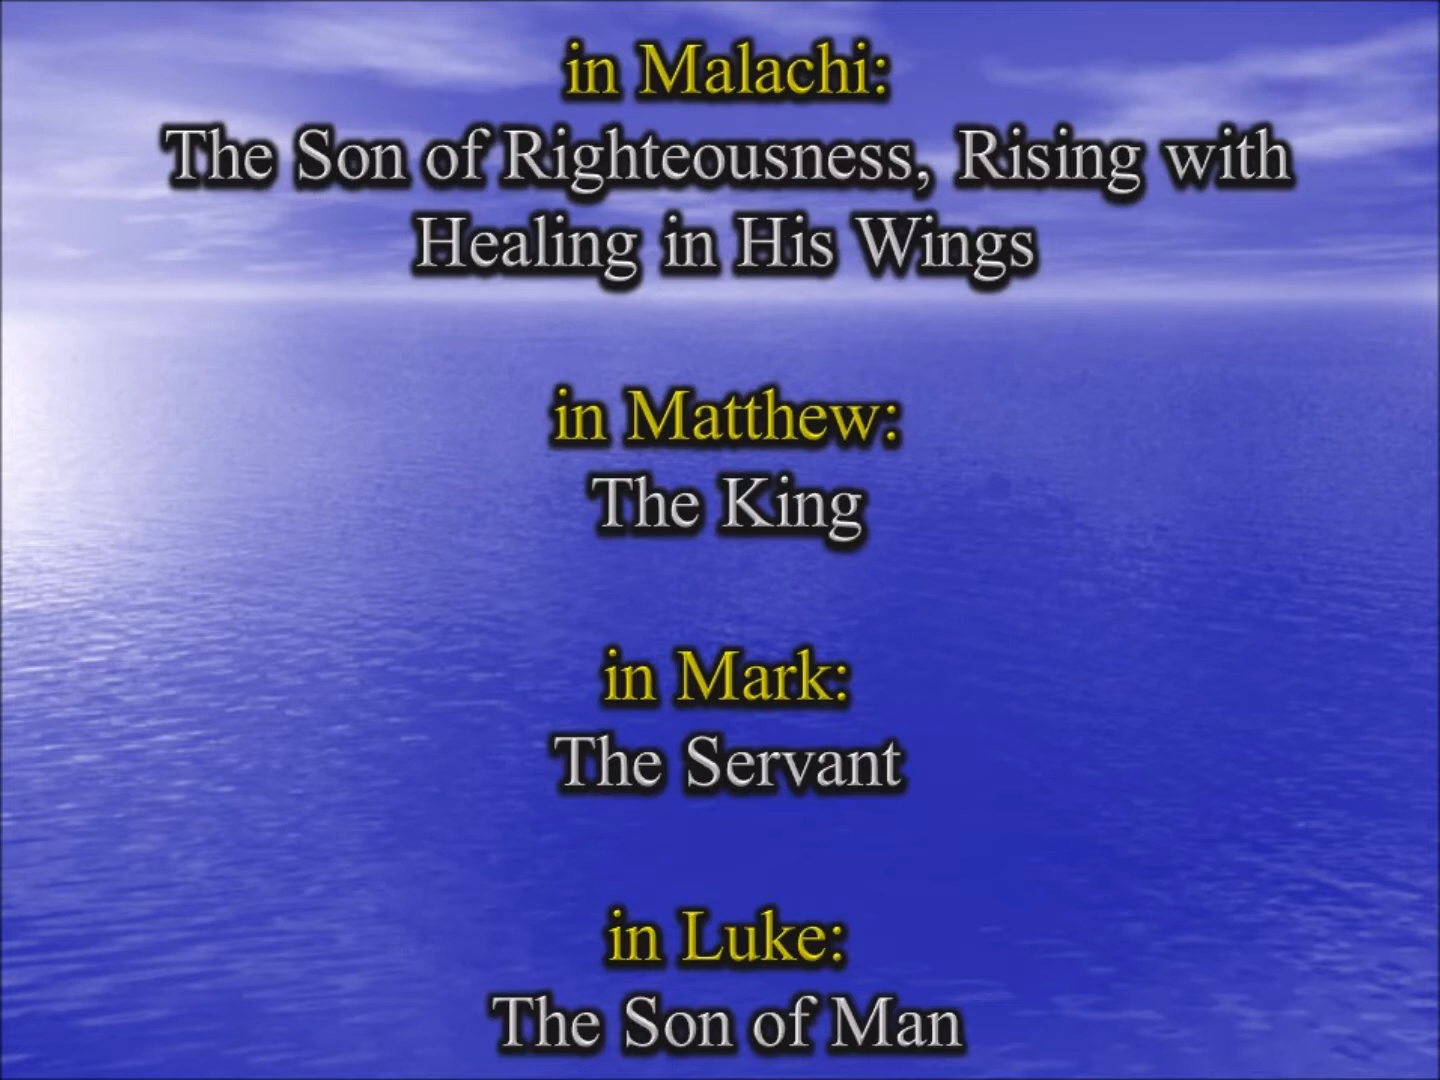 in Malachi:
The Son of Righteousness, Rising with
Healing in His Wings
in Matthew:
The King
in Mark:
The Servant
in Luke:
The Son of Man